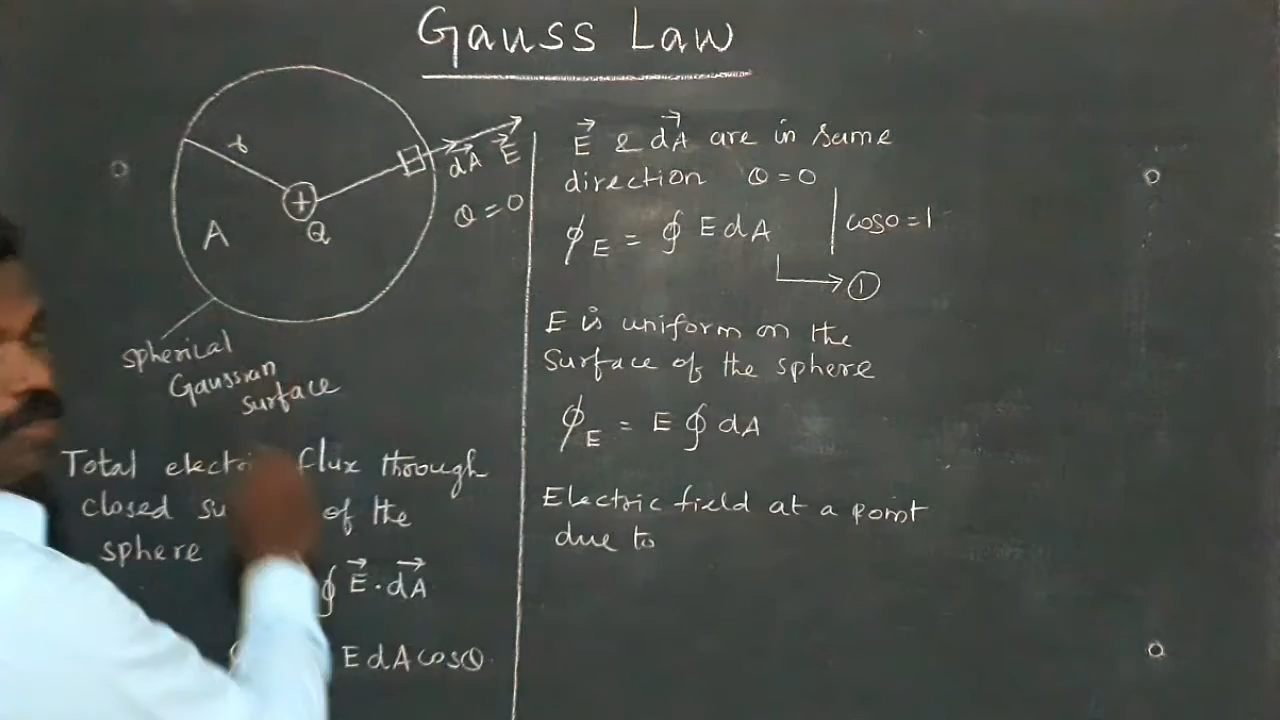 Gauss Law
r
dA E
+
Q
A
θ = 0
spherical
Gaussian
surface
Total flux through
closed of the
sphere
∮ E⃗ · dA⃗
E dA cosθ
E⃗ & dA⃗ are in same
direction θ = 0
ϕE = ∮ E dA | cos0 = 1
→ ①
E is uniform on the
surface of the sphere
ϕE = E ∮ dA
Electric field at a point
due to